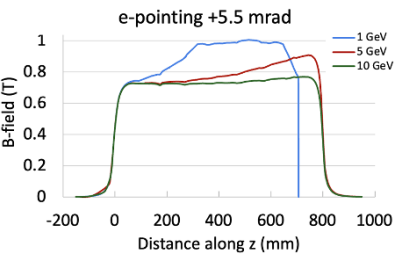 e-pointing +5.5 mrad
1 GeV
5 GeV
10 GeV
B-field (T)
1
0.8
0.6
0.4
0.2
0
-200 0 200 400 600 800 1000
Distance along z (mm)